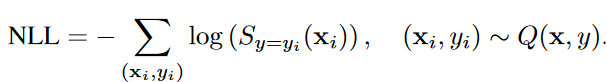 NLL = − ∑_{(x_i,y_i)} log (S_{y=y_i}(x_i)) ,   (x_i, y_i) ∼ Q(x, y).